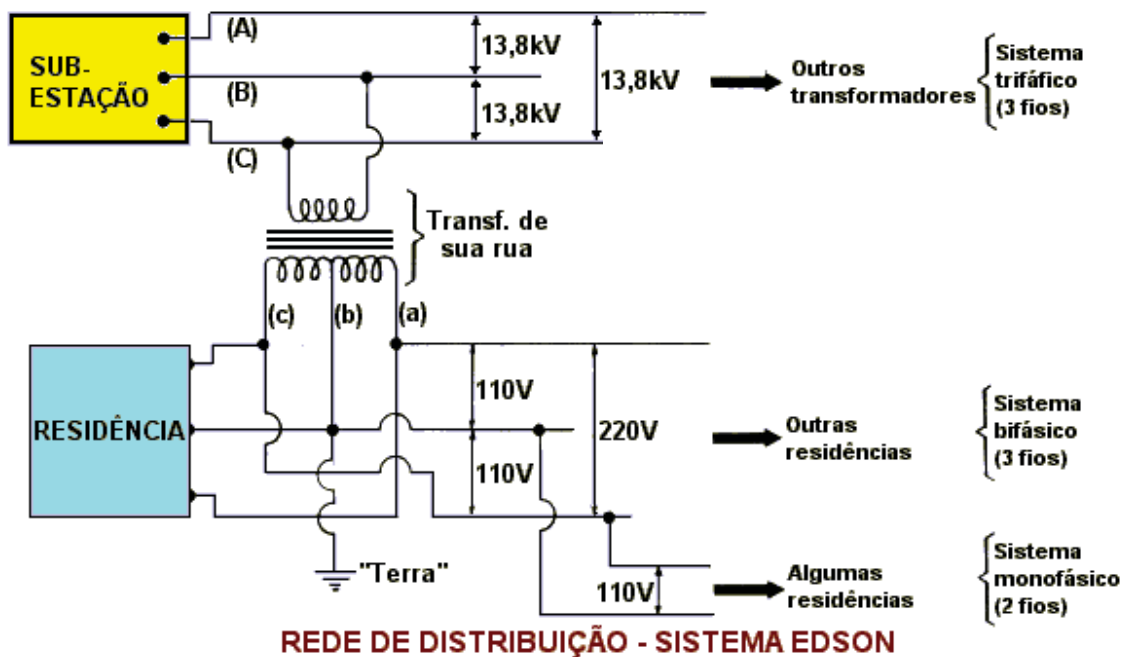 (A)
SUB-
ESTAÇÃO
(B)
(C)
13,8kV
13,8kV
13,8kV
Outros
transformadores
Sistema
trifáfico
(3 fios)
Transf. de
sua rua
(c)
(b)
(a)
RESIDÊNCIA
110V
110V
220V
Outras
residências
Sistema
bifásico
(3 fios)
"Terra"
110V
Algumas
residências
Sistema
monofásico
(2 fios)
REDE DE DISTRIBUIÇÃO - SISTEMA EDSON